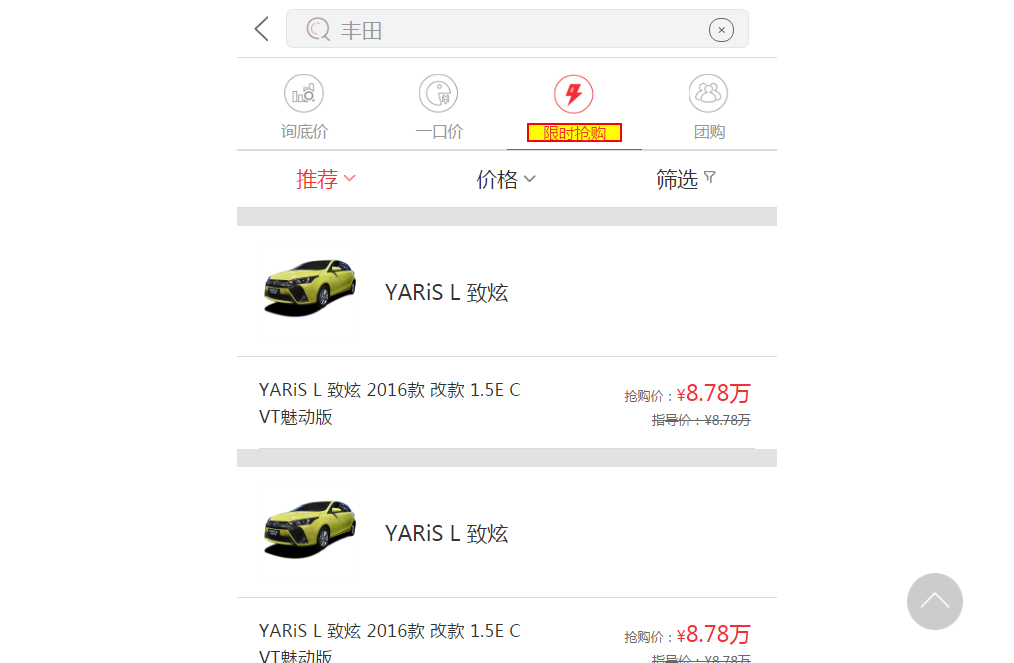 丰田
询底价 一口价 限时抢购 团购
推荐 价格 筛选
YARiS L 致炫
YARiS L 致炫 2016款 改款 1.5E C
VT魅动版
抢购价：¥8.78万
指导价：¥8.78万
YARiS L 致炫
YARiS L 致炫 2016款 改款 1.5E C
VT魅动版
抢购价：¥8.78万
指导价：¥8.78万